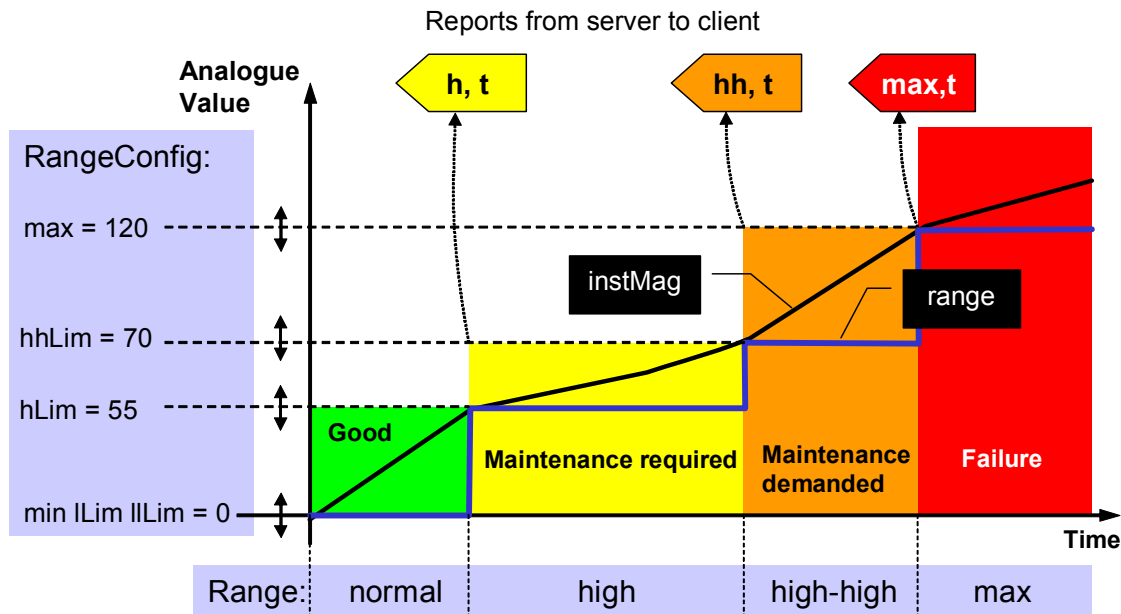 Reports from server to client
Analogue
Value
h, t
hh, t
max,t
RangeConfig:
max = 120
instMag
range
hhLim = 70
hLim = 55
Good
Maintenance required
Maintenance
demanded
Failure
min lLim llLim = 0
Time
Range:
normal
high
high-high
max